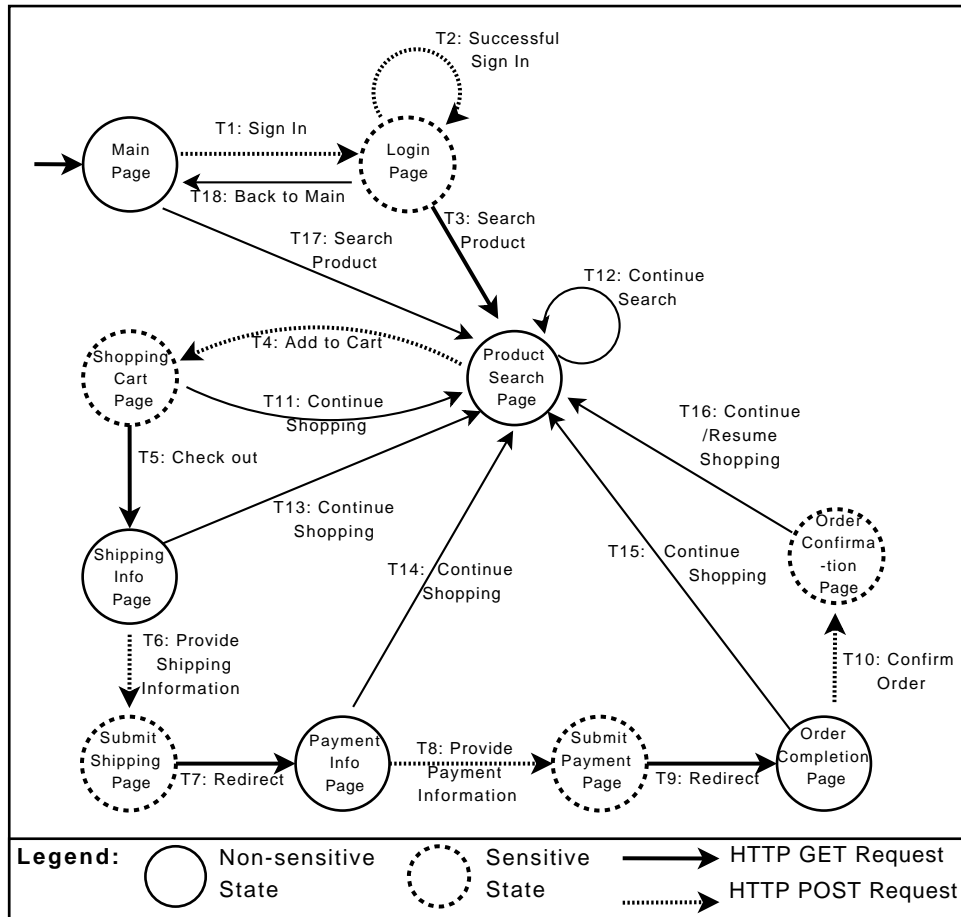 T2: Successful
Sign In
T1: Sign In
Main
Page
Login
Page
T18: Back to Main
T3: Search
Product
T17: Search
Product
T12: Continue
Search
T4: Add to Cart
Shopping
Cart
Page
Product
Search
Page
T11: Continue
Shopping
T16: Continue
/Resume
Shopping
T5: Check out
T13: Continue
Shopping
Order
Confirma
-tion
Page
Shipping
Info
Page
T14: Continue
Shopping
T15: Continue
Shopping
T6: Provide
Shipping
Information
T10: Confirm
Order
Submit
Shipping
Page
T7: Redirect
Payment
Info
Page
T8: Provide
Payment
Information
Submit
Payment
Page
T9: Redirect
Order
Completion
Page
Legend:
Non-sensitive
State
Sensitive
State
HTTP GET Request
HTTP POST Request